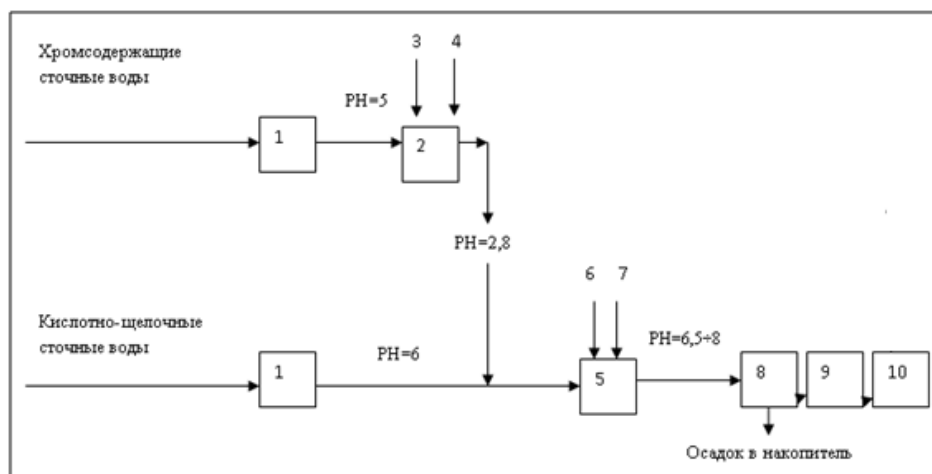 Хромсодержащие
сточные воды
3
4
PH=5
1
2
PH=2,8
6
7
Кислотно-щелочные
сточные воды
PH=6
PH=6,5÷8
1
5
8
9
10
Осадок в накопитель